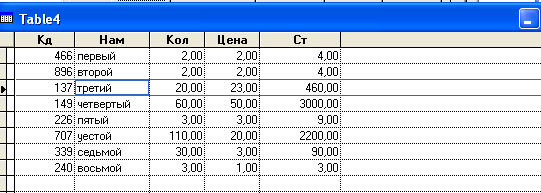 Table4
Кд Нам Кол Цена Ст
466 первый 2,00 2,00 4,00
896 второй 2,00 2,00 4,00
137 третий 20,00 23,00 460,00
149 четвертый 60,00 50,00 3000,00
226 пятый 3,00 3,00 9,00
707 уестой 110,00 20,00 2200,00
339 седьмой 30,00 3,00 90,00
240 восьмой 3,00 1,00 3,00